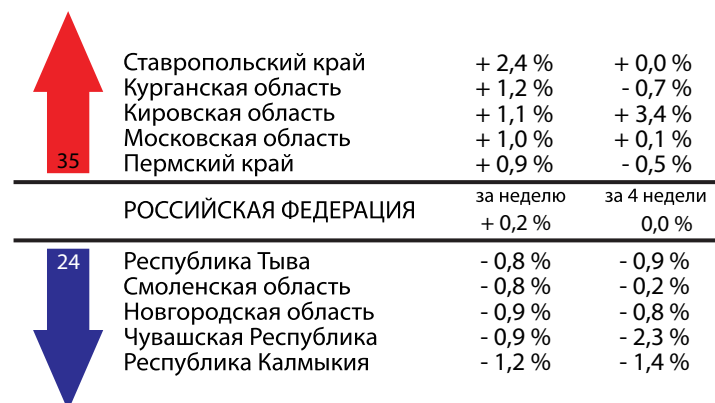 Ставропольский край + 2,4 % + 0,0 %
Курганская область + 1,2 % - 0,7 %
Кировская область + 1,1 % + 3,4 %
Московская область + 1,0 % + 0,1 %
35 Пермский край + 0,9 % - 0,5 %
за неделю за 4 недели
РОССИЙСКАЯ ФЕДЕРАЦИЯ + 0,2 % 0,0 %
24 Республика Тыва - 0,8 % - 0,9 %
Смоленская область - 0,8 % - 0,2 %
Новгородская область - 0,9 % - 0,8 %
Чувашская Республика - 0,9 % - 2,3 %
Республика Калмыкия - 1,2 % - 1,4 %